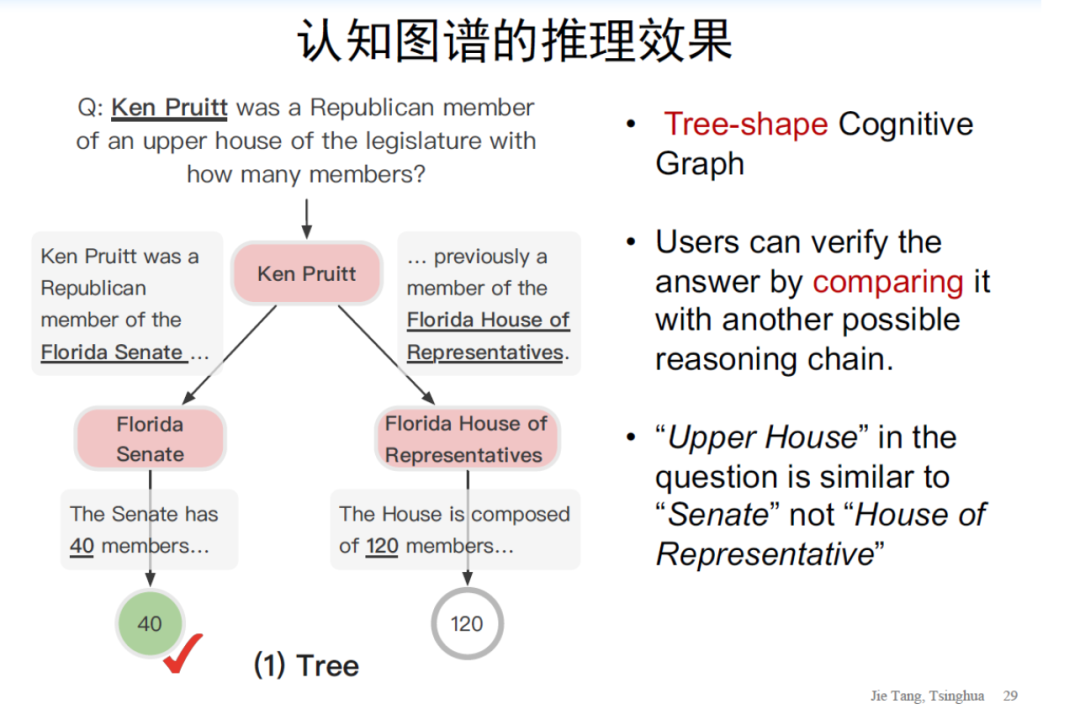 认知图谱的推理效果
Q: Ken Pruitt was a Republican member
of an upper house of the legislature with
how many members?
Ken Pruitt was a
Republican
member of the
Florida Senate ...
Ken Pruitt
... previously a
member of the
Florida House of
Representatives.
Florida
Senate
Florida House of
Representatives
The Senate has
40 members...
The House is composed
of 120 members...
40
120
(1) Tree
• Tree-shape Cognitive
Graph
• Users can verify the
answer by comparing it
with another possible
reasoning chain.
• “Upper House” in the
question is similar to
“Senate” not “House of
Representative”
Jie Tang, Tsinghua 29